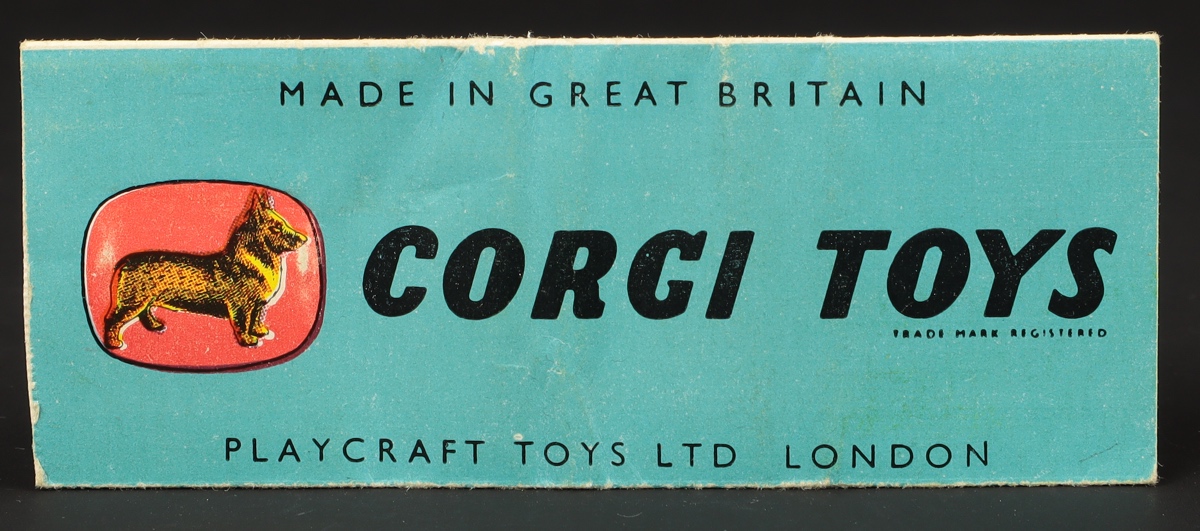 MADE IN GREAT BRITAIN
CORGI TOYS
TRADE MARK REGISTERED
PLAYCRAFT TOYS LTD LONDON